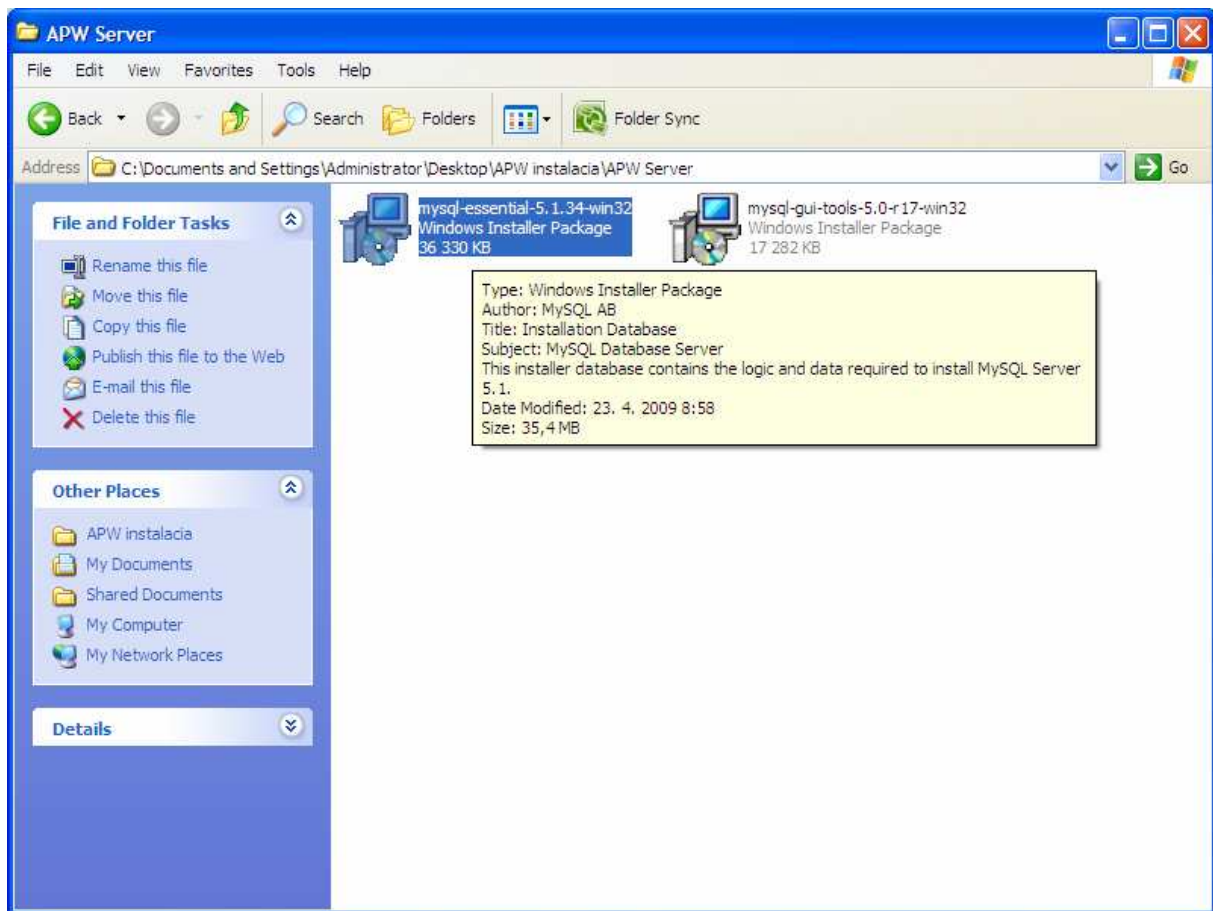 APW Server
File Edit View Favorites Tools Help
Back Search Folders Folder Sync
Address C:\Documents and Settings\Administrator\Desktop\APW instalacia\APW Server Go
File and Folder Tasks
Rename this file
Move this file
Copy this file
Publish this file to the Web
E-mail this file
Delete this file
Other Places
APW instalacia
My Documents
Shared Documents
My Computer
My Network Places
Details
mysql-essential-5.1.34-win32
Windows Installer Package
36 330 KB
mysql-gui-tools-5.0-r17-win32
Windows Installer Package
17 282 KB
Type: Windows Installer Package
Author: MySQL AB
Title: Installation Database
Subject: MySQL Database Server
This installer database contains the logic and data required to install MySQL Server
5.1.
Date Modified: 23. 4. 2009 8:58
Size: 35,4 MB